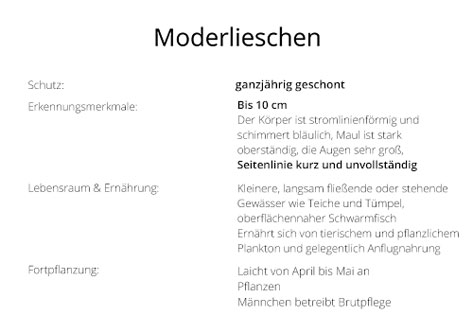 Moderlieschen
Schutz: ganzjährig geschont
Erkennungsmerkmale: Bis 10 cm
Der Körper ist stromlinienförmig und
schimmert bläulich, Maul ist stark
oberständig, die Augen sehr groß,
Seitenlinie kurz und unvollständig
Lebensraum & Ernährung: Kleinere, langsam fließende oder stehende
Gewässer wie Teiche und Tümpel,
oberflächennaher Schwarmfisch
Ernährt sich von tierischem und pflanzlichem
Plankton und gelegentlich Anflugnahrung
Fortpflanzung: Laicht von April bis Mai an
Pflanzen
Männchen betreibt Brutpflege